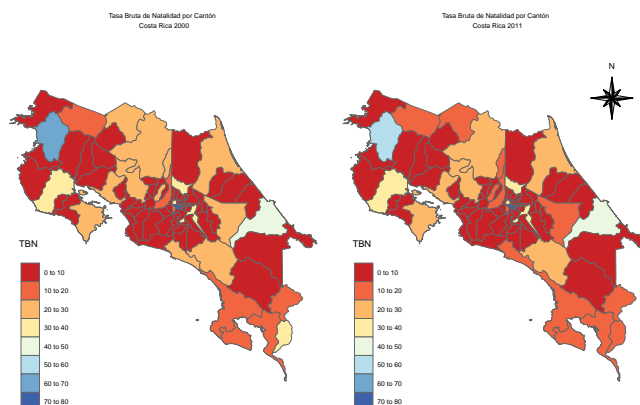 Tasa Bruta de Natalidad por Cantón
Costa Rica 2000
TBN
0 to 10
10 to 20
20 to 30
30 to 40
40 to 50
50 to 60
60 to 70
70 to 80
Tasa Bruta de Natalidad por Cantón
Costa Rica 2011
N
TBN
0 to 10
10 to 20
20 to 30
30 to 40
40 to 50
50 to 60
60 to 70
70 to 80